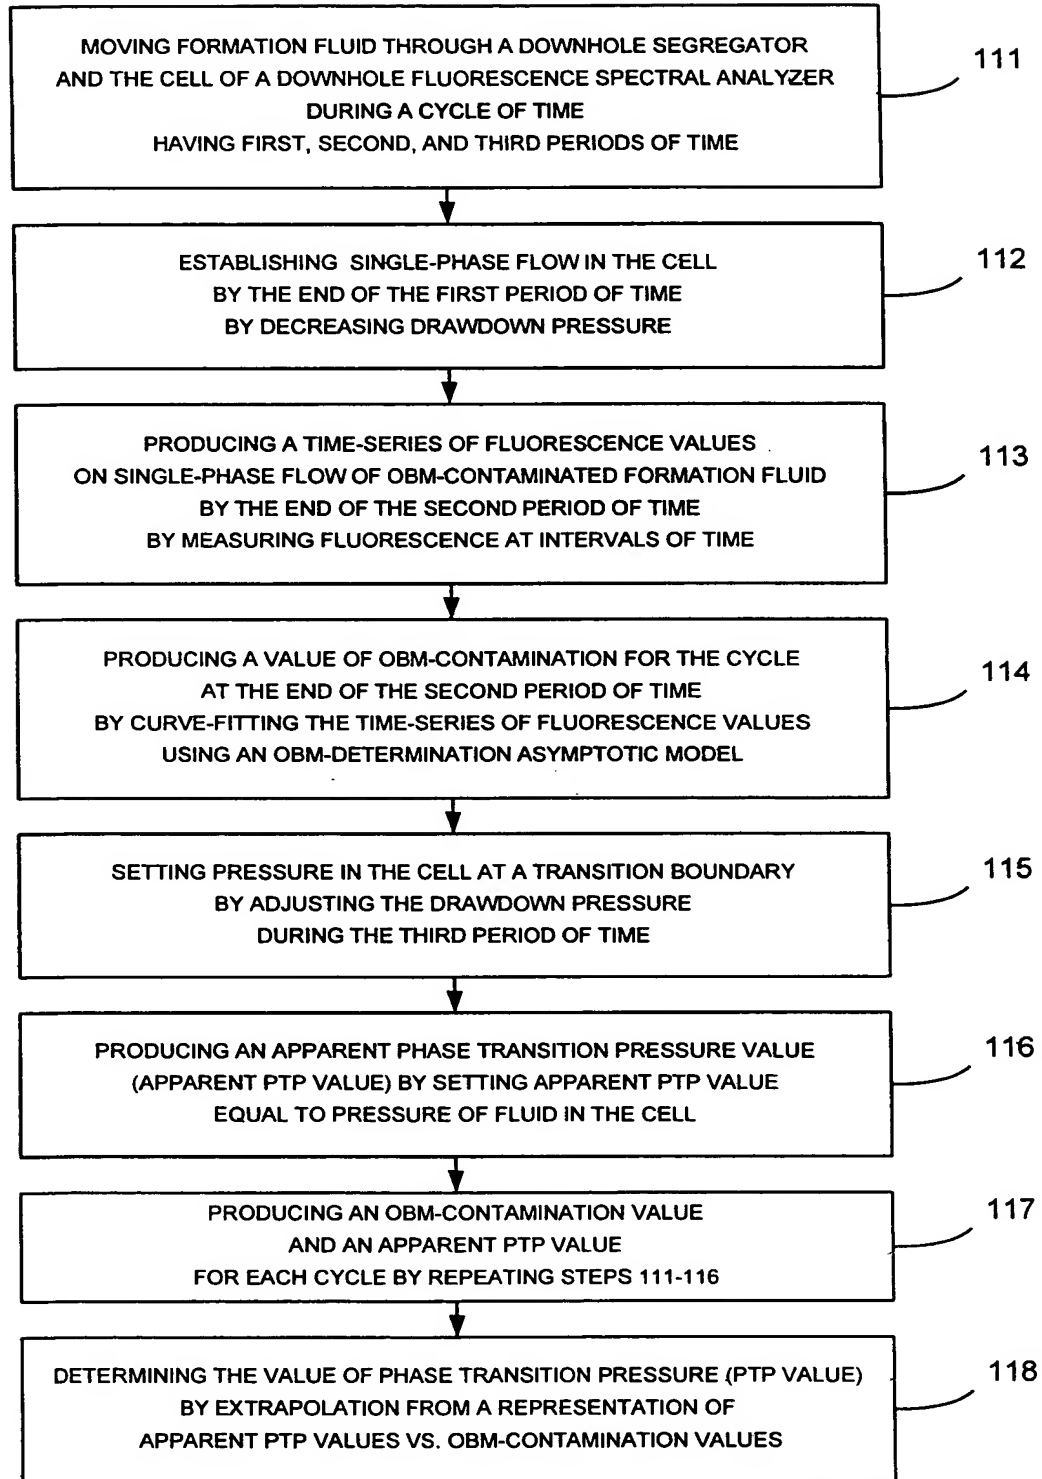 MOVING FORMATION FLUID THROUGH A DOWNHOLE SEGREGATOR
AND THE CELL OF A DOWNHOLE FLUORESCENCE SPECTRAL ANALYZER
DURING A CYCLE OF TIME
HAVING FIRST, SECOND, AND THIRD PERIODS OF TIME
111
ESTABLISHING SINGLE-PHASE FLOW IN THE CELL
BY THE END OF THE FIRST PERIOD OF TIME
BY DECREASING DRAWDOWN PRESSURE
112
PRODUCING A TIME-SERIES OF FLUORESCENCE VALUES
ON SINGLE-PHASE FLOW OF OBM-CONTAMINATED FORMATION FLUID
BY THE END OF THE SECOND PERIOD OF TIME
BY MEASURING FLUORESCENCE AT INTERVALS OF TIME
113
PRODUCING A VALUE OF OBM-CONTAMINATION FOR THE CYCLE
AT THE END OF THE SECOND PERIOD OF TIME
BY CURVE-FITTING THE TIME-SERIES OF FLUORESCENCE VALUES
USING AN OBM-DETERMINATION ASYMPTOTIC MODEL
114
SETTING PRESSURE IN THE CELL AT A TRANSITION BOUNDARY
BY ADJUSTING THE DRAWDOWN PRESSURE
DURING THE THIRD PERIOD OF TIME
115
PRODUCING AN APPARENT PHASE TRANSITION PRESSURE VALUE
(APPARENT PTP VALUE) BY SETTING APPARENT PTP VALUE
EQUAL TO PRESSURE OF FLUID IN THE CELL
116
PRODUCING AN OBM-CONTAMINATION VALUE
AND AN APPARENT PTP VALUE
FOR EACH CYCLE BY REPEATING STEPS 111-116
117
DETERMINING THE VALUE OF PHASE TRANSITION PRESSURE (PTP VALUE)
BY EXTRAPOLATION FROM A REPRESENTATION OF
APPARENT PTP VALUES VS. OBM-CONTAMINATION VALUES
118